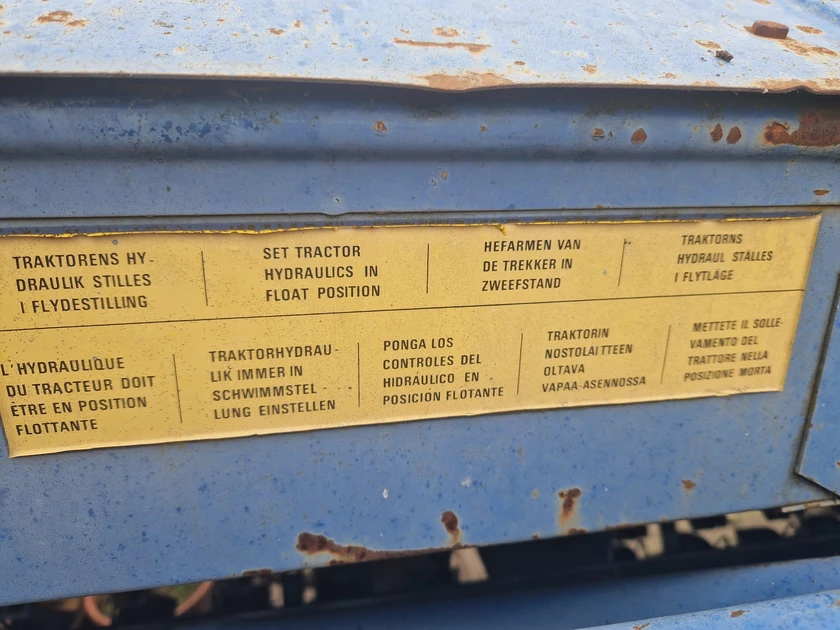 TRAKTORENS HY-
DRAULIK STILLES
I FLYDESTILLING
SET TRACTOR
HYDRAULICS IN
FLOAT POSITION
HEFARMEN VAN
DE TREKKER IN
ZWEEFSTAND
TRAKTORNS
HYDRAUL STÄLLES
I FLYTLÄGE
L'HYDRAULIQUE
DU TRACTEUR DOIT
ÊTRE EN POSITION
FLOTTANTE
TRAKTORHYDRAU-
LIK IMMER IN
SCHWIMMSTEL-
LUNG EINSTELLEN
PONGA LOS
CONTROLES DEL
HIDRÁULICO EN
POSICIÓN FLOTANTE
TRAKTORIN
NOSTOLAITTEEN
OLTAVA
VAPAA-ASENNOSSA
METTETE IL SOLLE-
VAMENTO DEL
TRATTORE NELLA
POSIZIONE MORTA